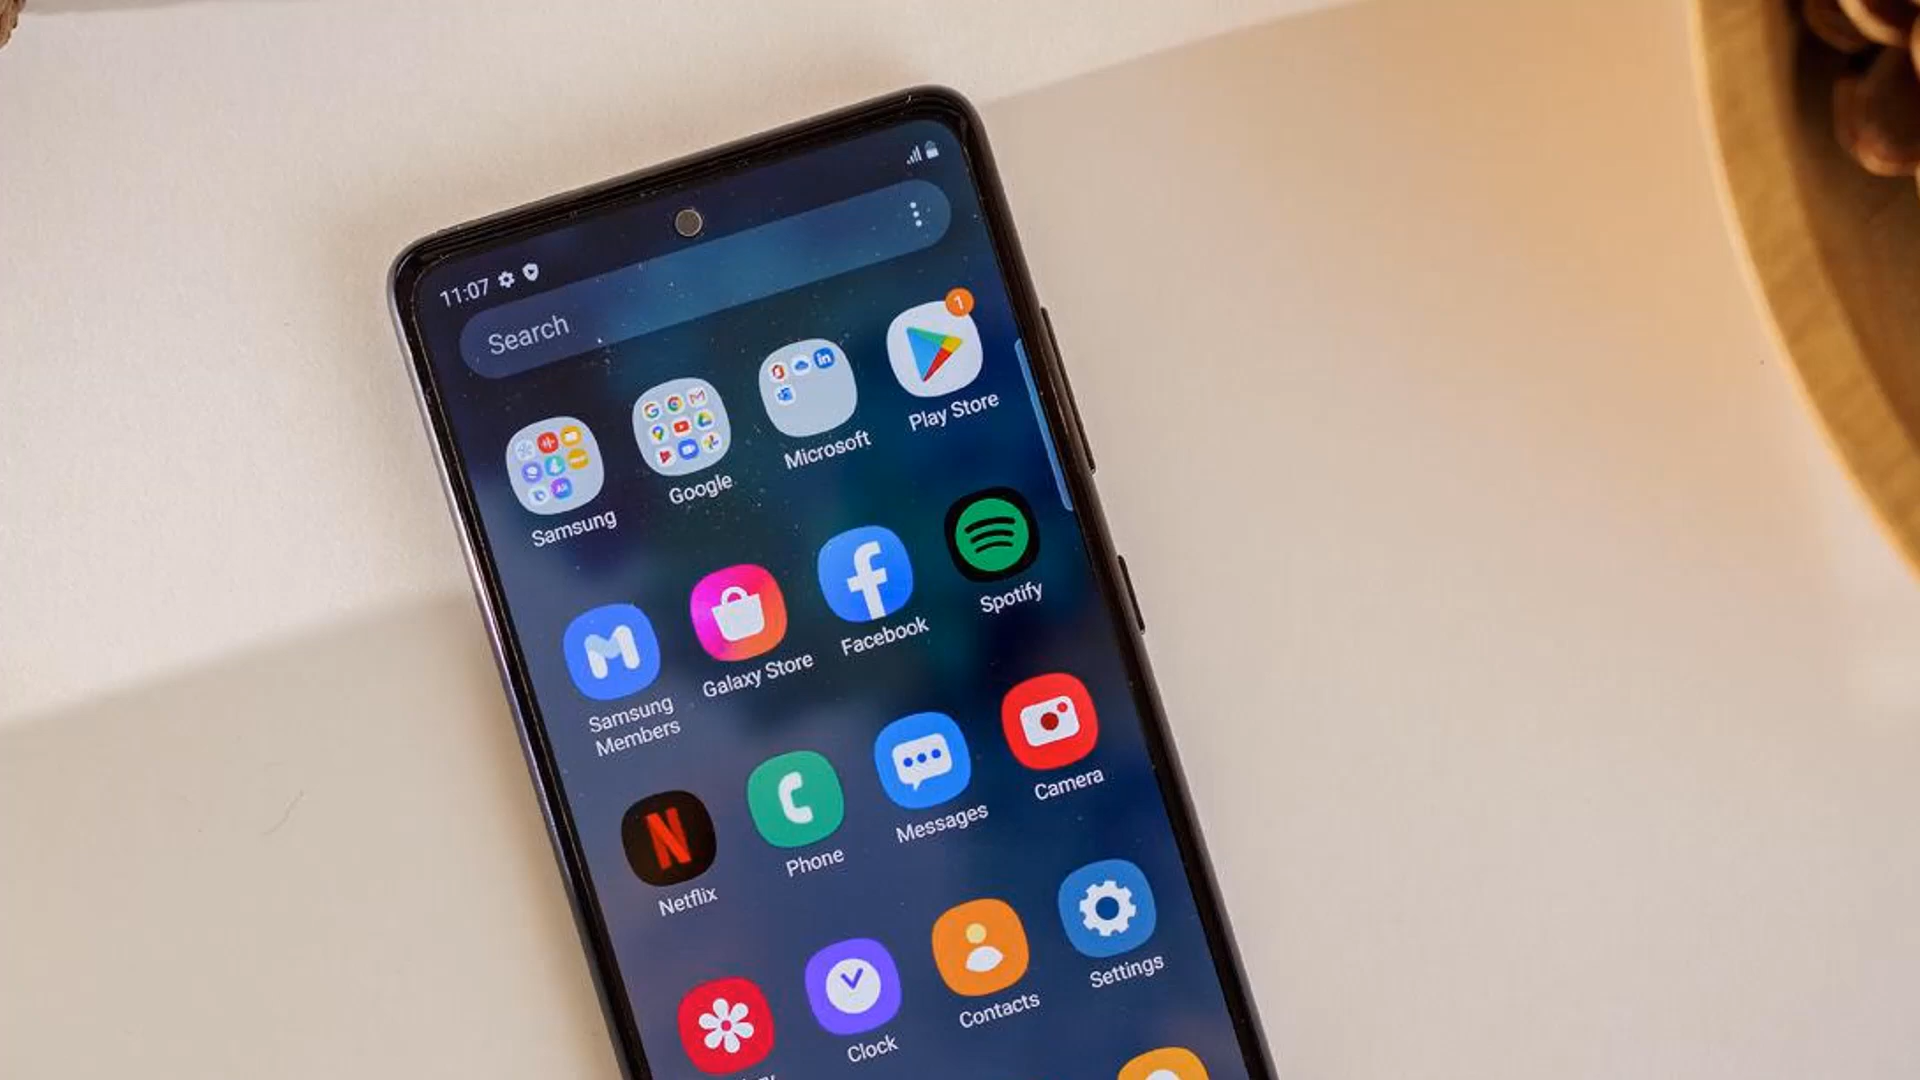 11:07
Search
1
Samsung
Google
Microsoft
Play Store
Samsung
Members
Galaxy Store
Facebook
Spotify
Netflix
Phone
Messages
Camera
Clock
Contacts
Settings